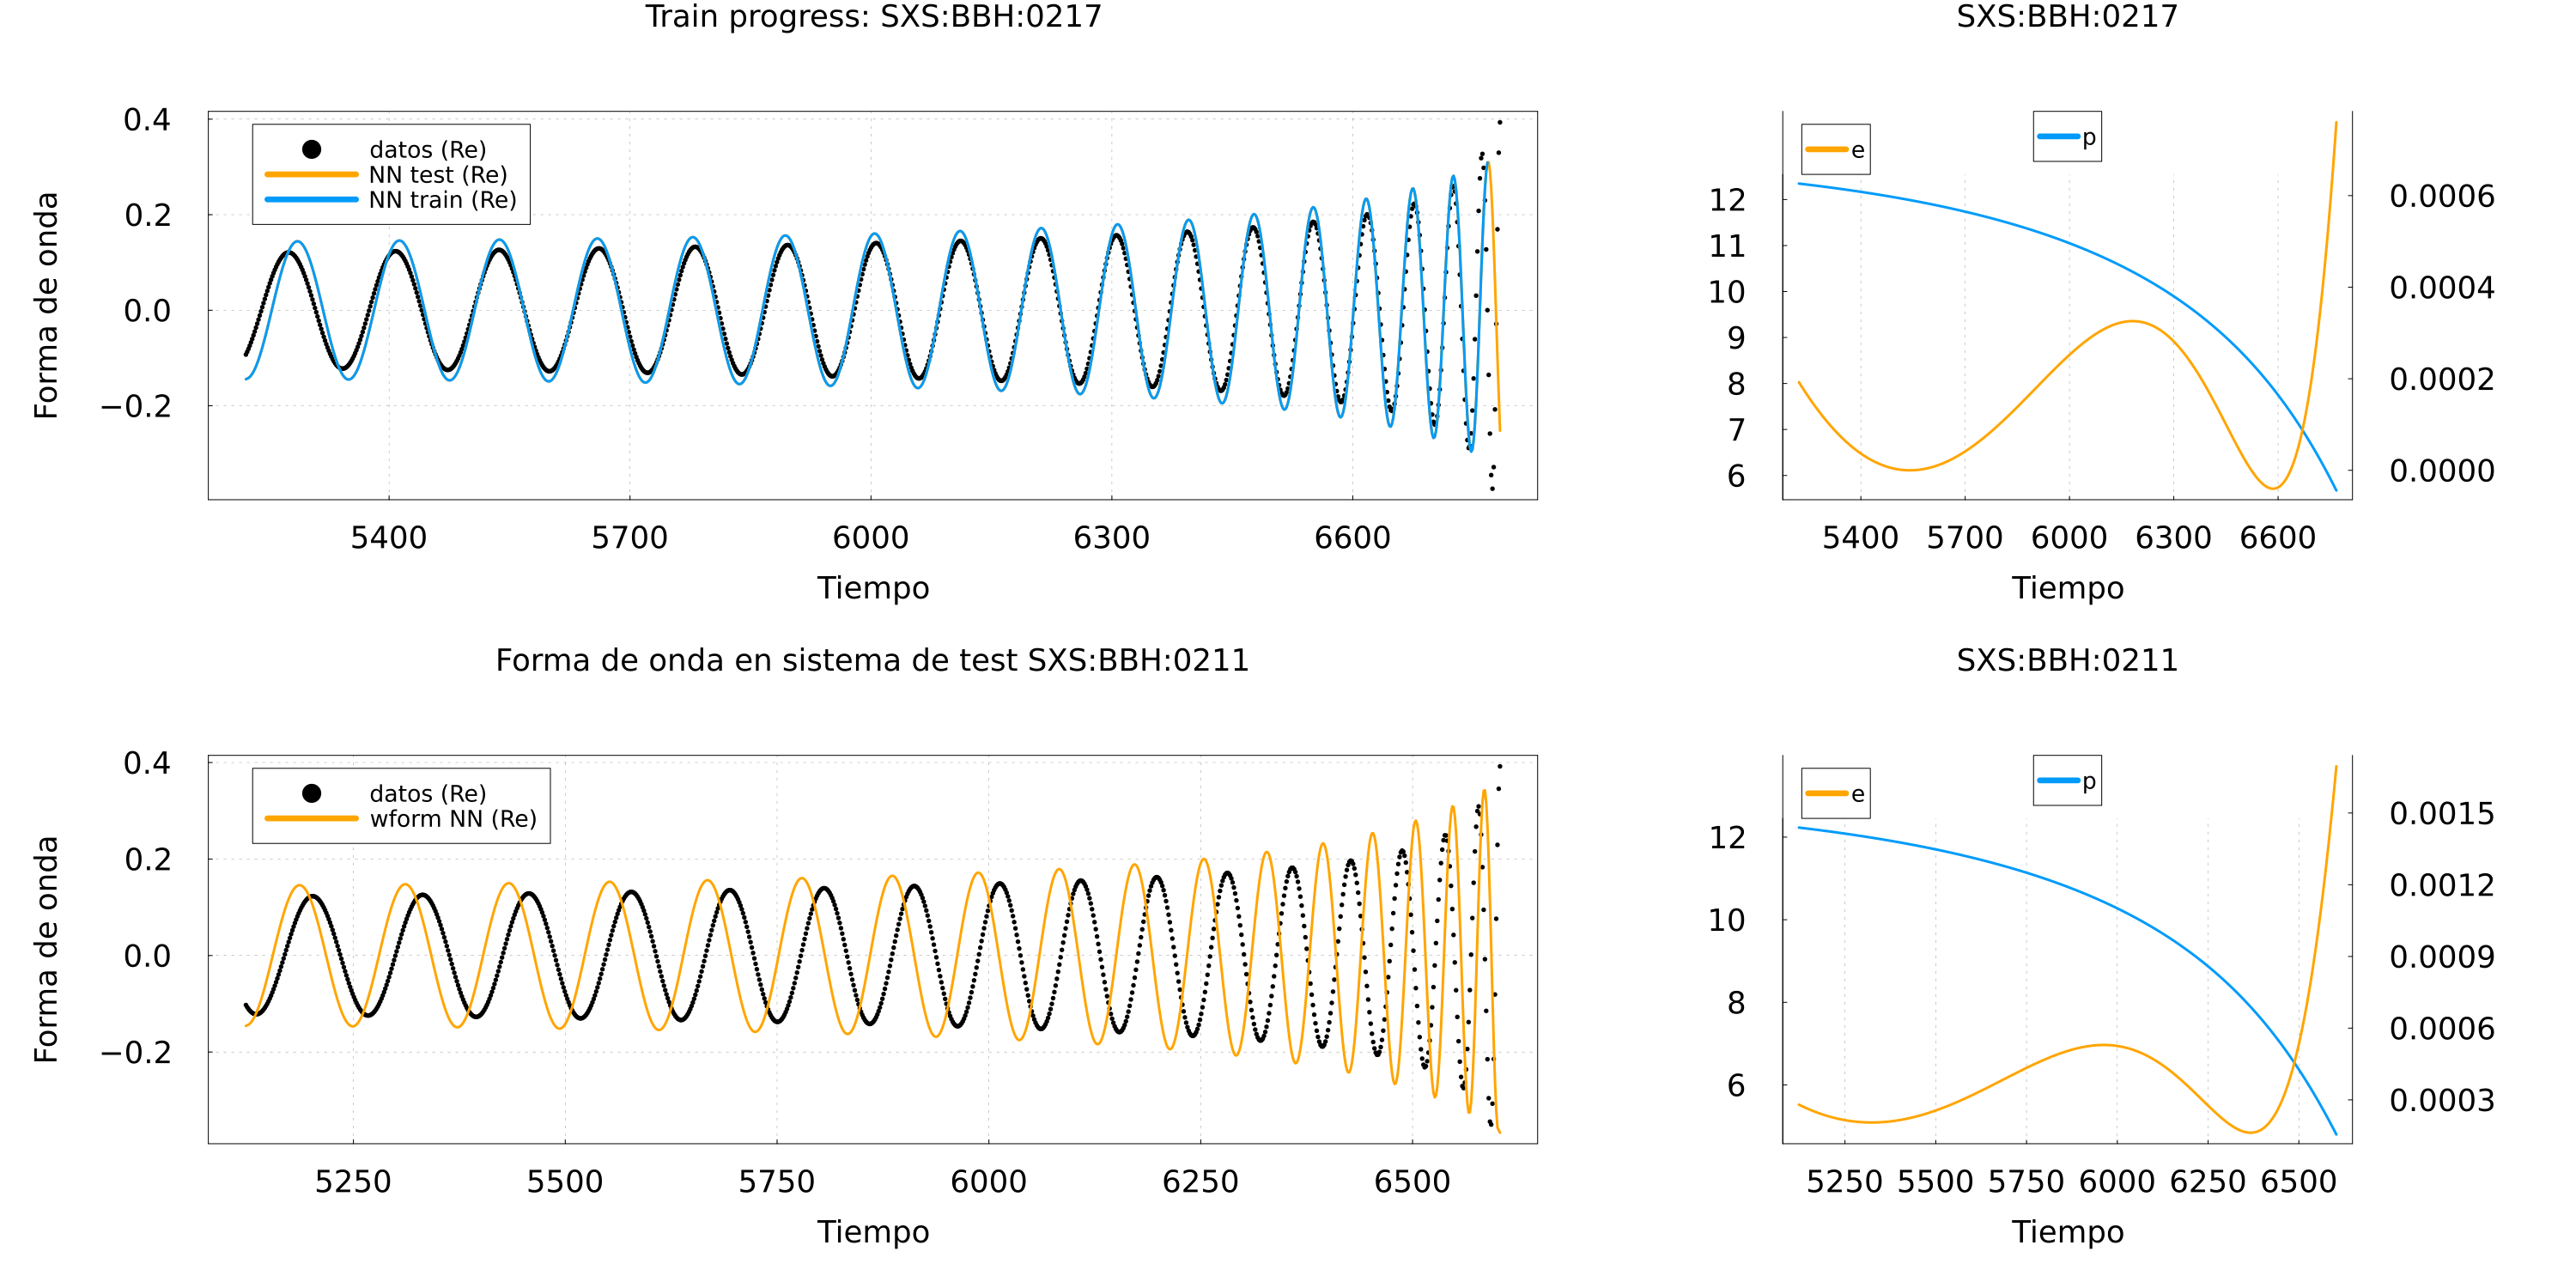 Train progress: SXS:BBH:0217
SXS:BBH:0217
Forma de onda
0.4
0.2
0.0
−0.2
datos (Re)
NN test (Re)
NN train (Re)
5400 5700 6000 6300 6600
Tiempo
e
p
12
11
10
9
8
7
6
0.0006
0.0004
0.0002
0.0000
5400 5700 6000 6300 6600
Tiempo
Forma de onda en sistema de test SXS:BBH:0211
SXS:BBH:0211
Forma de onda
0.4
0.2
0.0
−0.2
datos (Re)
wform NN (Re)
5250 5500 5750 6000 6250 6500
Tiempo
e
p
12
10
8
6
0.0015
0.0012
0.0009
0.0006
0.0003
5250 5500 5750 6000 6250 6500
Tiempo